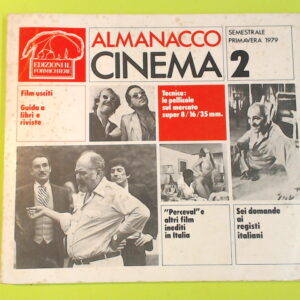 EDIZIONI IL
FORMICHIERE
ALMANACCO
CINEMA 2
SEMESTRALE
PRIMAVERA 1979
Film usciti
Guida a
libri e
riviste
Tecnica:
le pellicole
sul mercato
super 8/16/35 mm.
"Perceval" e
altri film
inediti
in Italia
Sei domande
ai
registi
italiani